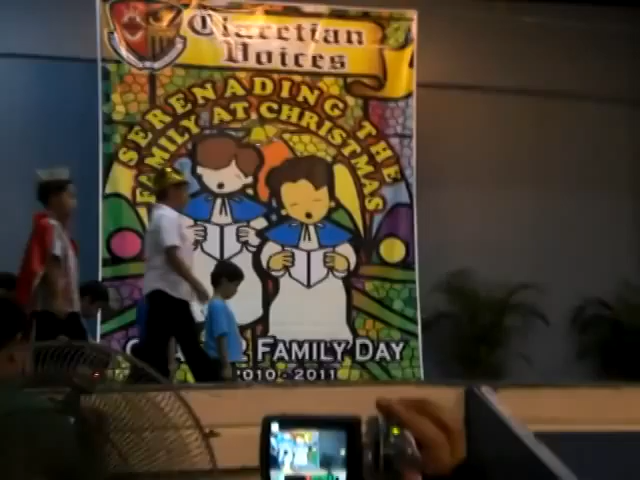 Claretian
Voices
SERENADING THE
FAMILY AT CHRISTMAS
FAMILY DAY
2010 - 2011